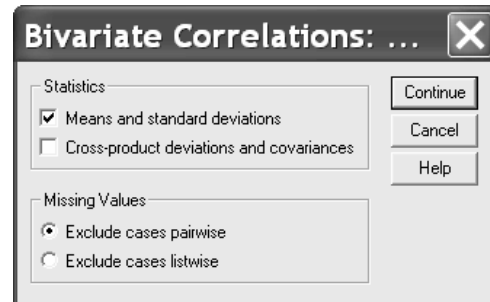 Bivariate Correlations: ...
Statistics
Means and standard deviations
Cross-product deviations and covariances
Missing Values
Exclude cases pairwise
Exclude cases listwise
Continue
Cancel
Help